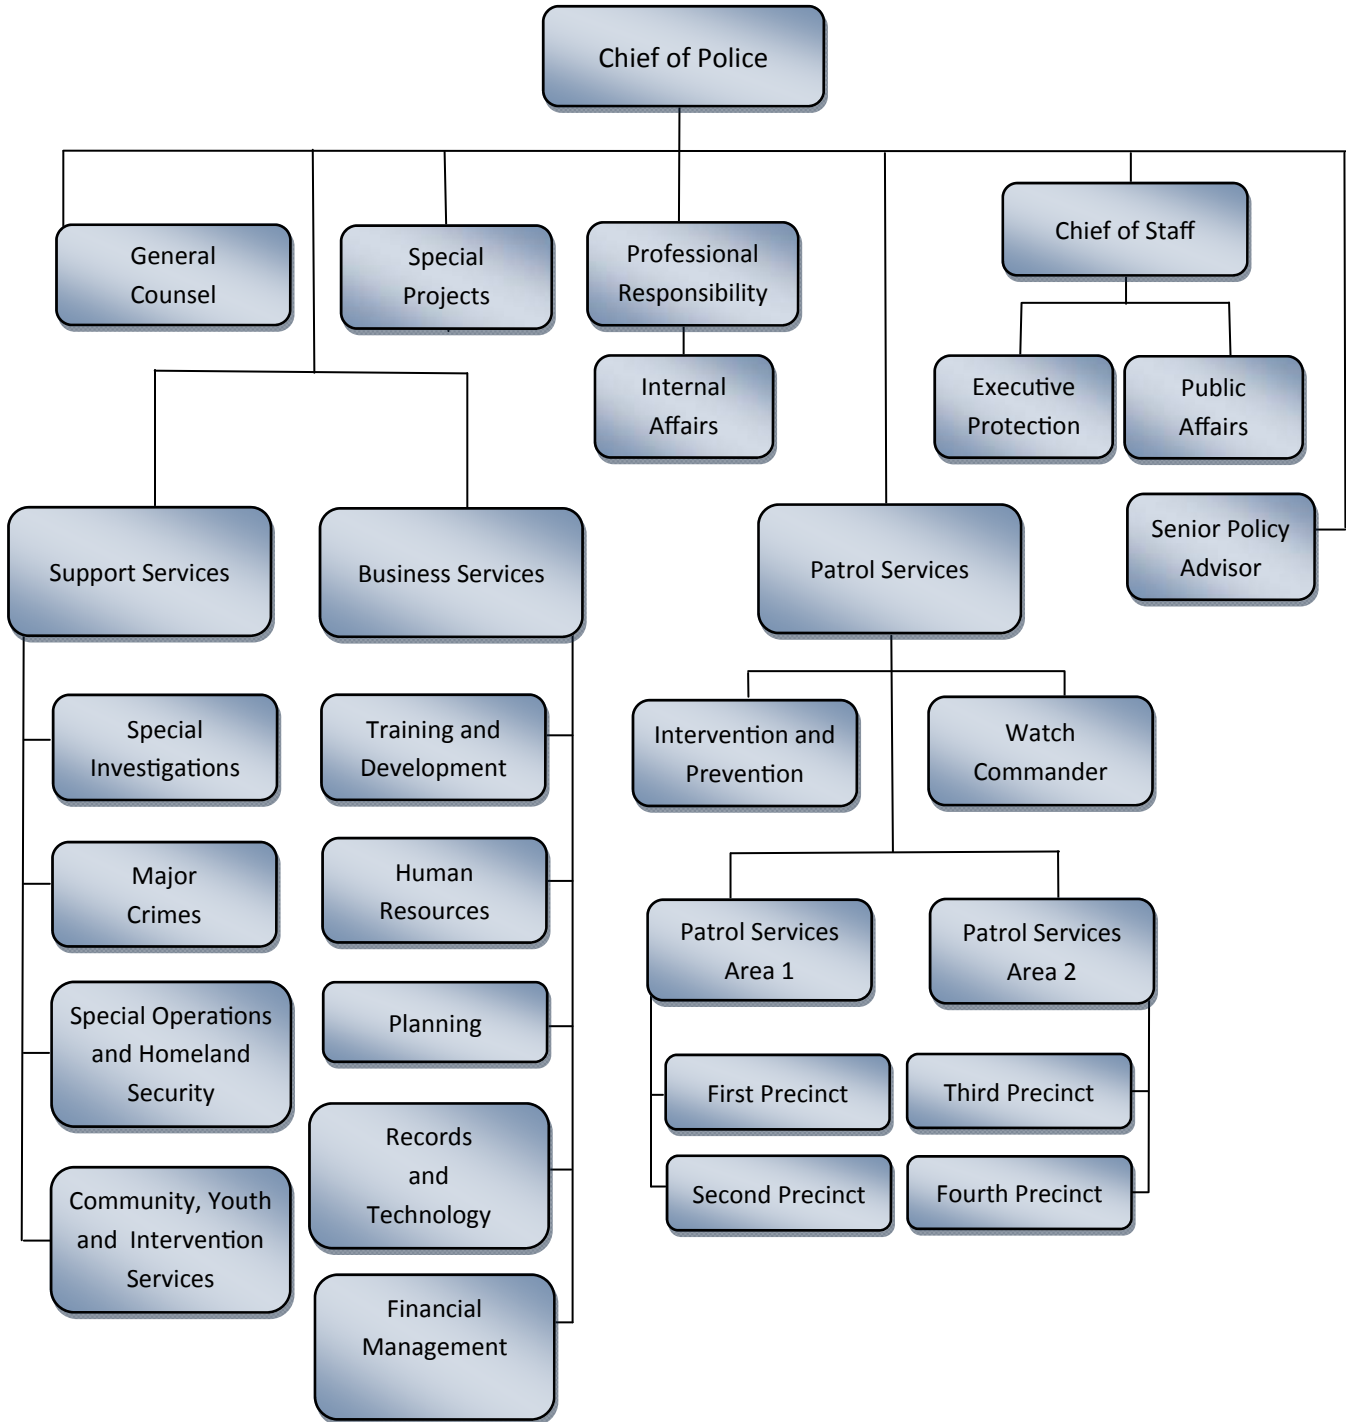 Chief of Police
General
Counsel
Special
Projects
Professional
Responsibility
Chief of Staff
Internal
Affairs
Executive
Protection
Public
Affairs
Support Services
Business Services
Patrol Services
Senior Policy
Advisor
Special
Investigations
Major
Crimes
Special Operations
and Homeland
Security
Community, Youth
and  Intervention
Services
Training and
Development
Human
Resources
Planning
Records
and
Technology
Financial
Management
Intervention and
Prevention
Watch
Commander
Patrol Services
Area 1
Patrol Services
Area 2
First Precinct
Second Precinct
Third Precinct
Fourth Precinct